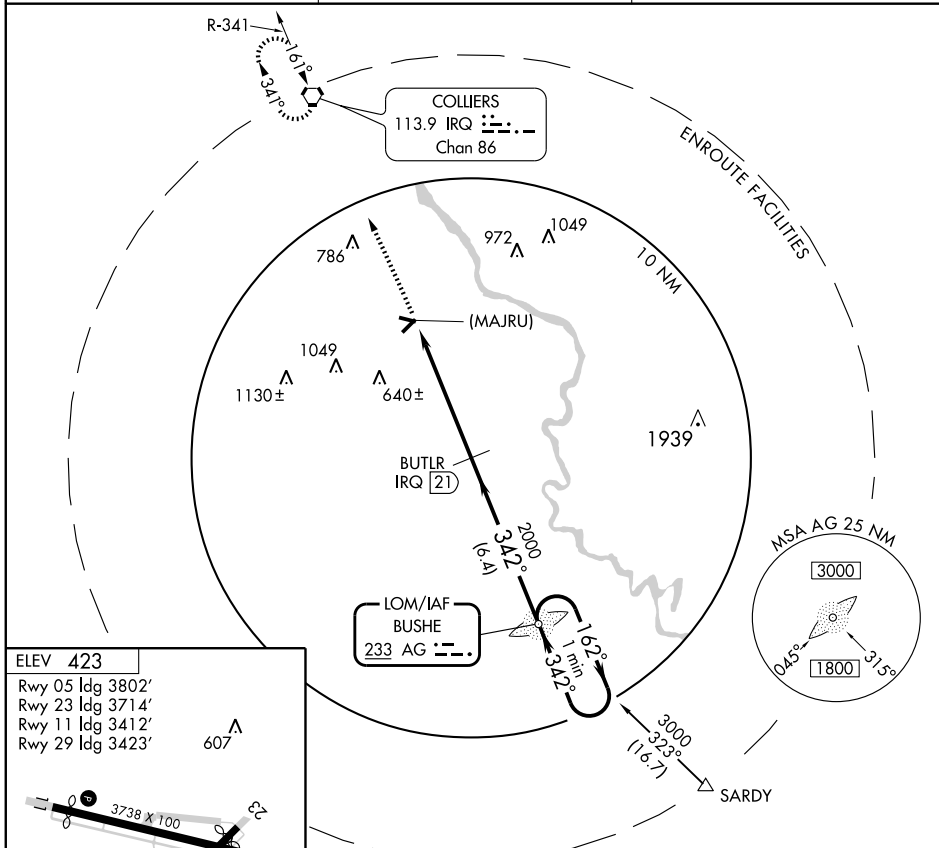 R-341
161°
341°
COLLIERS
113.9 IRQ
Chan 86
ENROUTE FACILITIES
10 NM
786
972
1049
(MAJRU)
1049
1130±
640±
1939
BUTLR
IRQ 21
2000
342°
(6.4)
LOM/IAF
BUSHE
233 AG
162°
1 min
342°
MSA AG 25 NM
3000
045°
315°
1800
3000
323°
(16.7)
SARDY
ELEV 423
Rwy 05 ldg 3802'
Rwy 23 ldg 3714'
Rwy 11 ldg 3412'
Rwy 29 ldg 3423'
607
11
P
3738 X 100
23